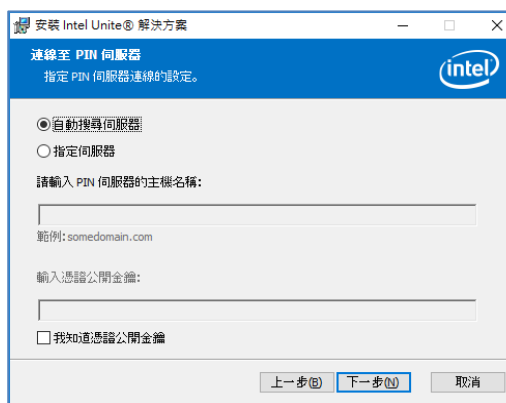 安裝 Intel Unite® 解決方案
連線至 PIN 伺服器
指定 PIN 伺服器連線的設定。
intel
自動搜尋伺服器
指定伺服器
請輸入 PIN 伺服器的主機名稱:
範例: somedomain.com
輸入憑證公開金鑰:
我知道憑證公開金鑰
上一步(B) 下一步(N) 取消